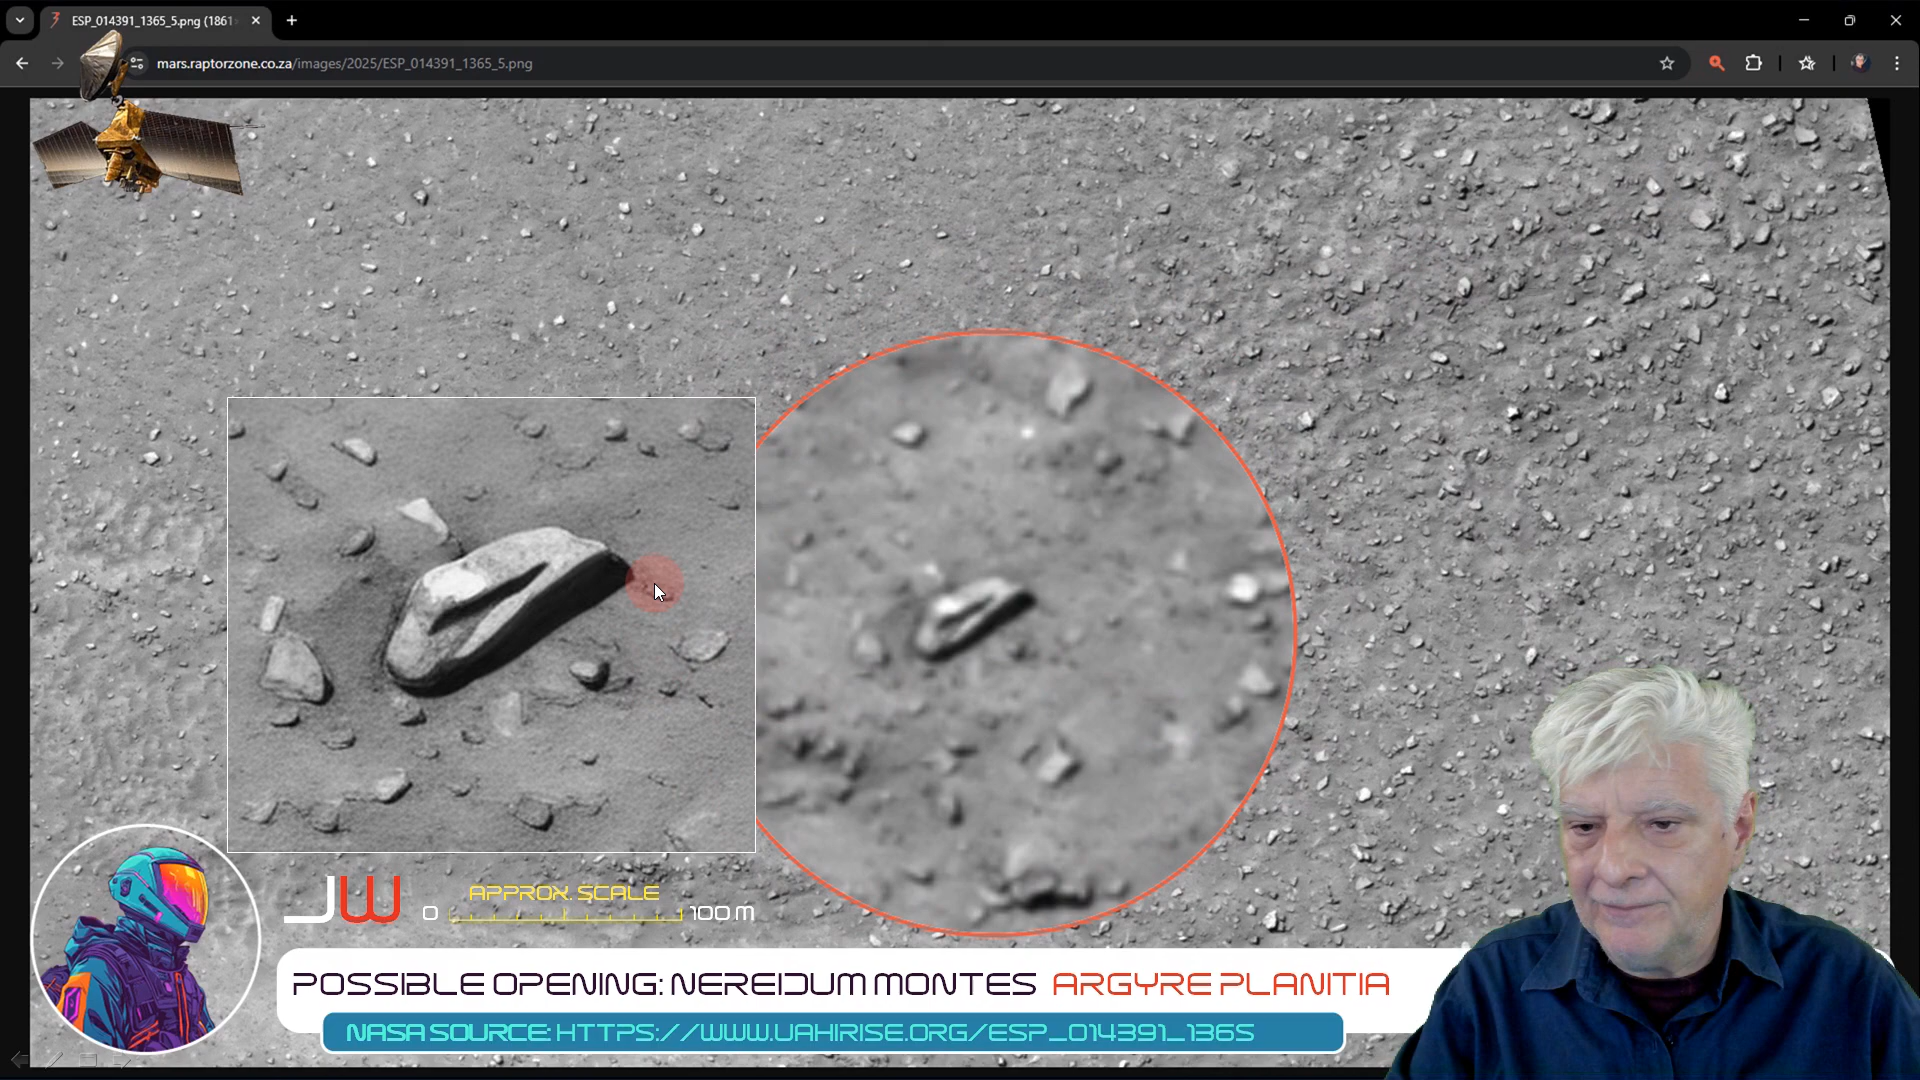 ESP_014391_1365_5.png (1861
mars.raptorzone.co.za/images/2025/ESP_014391_1365_5.png
JW
APPROX. SCALE
0 100 M
POSSIBLE OPENING: NEREIDUM MONTES ARGYRE PLANITIA
NASA SOURCE: HTTPS://WWW.UAHIRISE.ORG/ESP_014391_1365